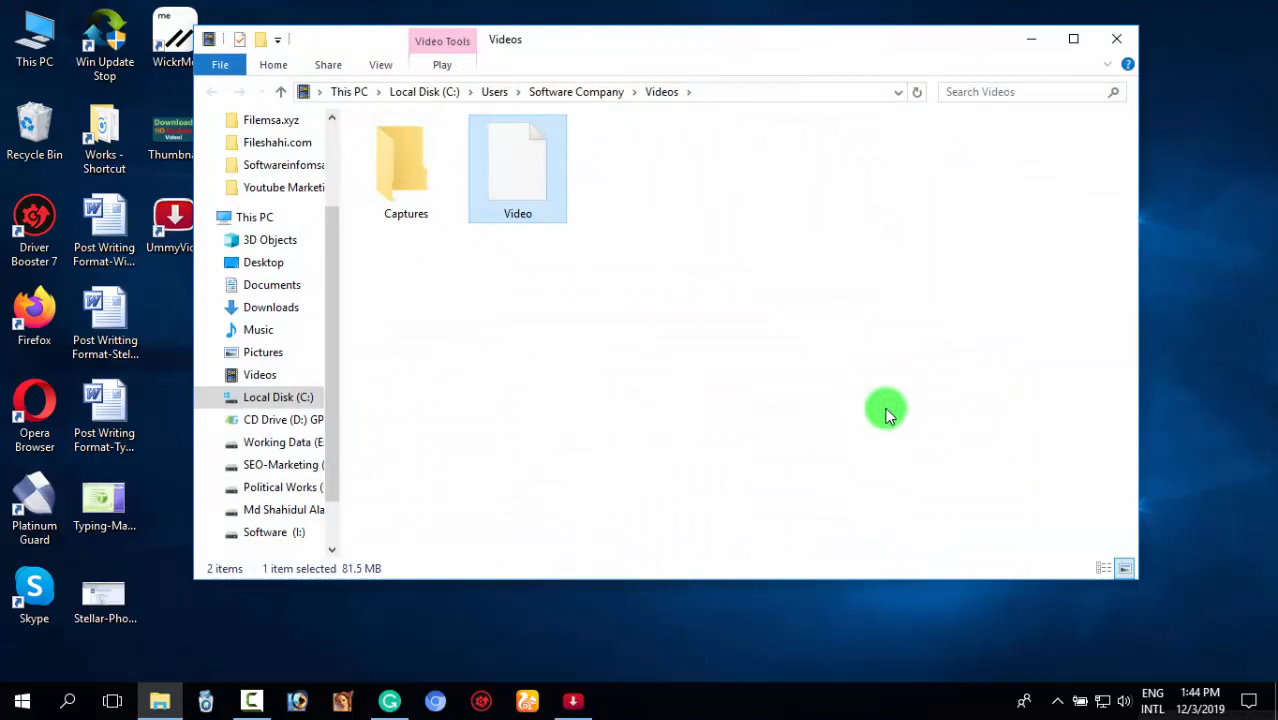 This PC
Win Update
Stop
me
WickrMe
Recycle Bin
Works -
Shortcut
Download
HD YouTube
Video!
Thumbna
Driver
Booster 7
Post Writing
Format-Wi...
UmmyVid
Firefox
Post Writting
Format-Stel...
Opera
Browser
Post Writing
Format-Ty...
Platinum
Guard
Typing-Ma...
Skype
Stellar-Pho...
Video Tools
Videos
File
Home
Share
View
Play
This PC
Local Disk (C:)
Users
Software Company
Videos
Search Videos
Filemsa.xyz
Fileshahi.com
Softwareinfomsa
Youtube Marketi
This PC
3D Objects
Desktop
Documents
Downloads
Music
Pictures
Videos
Local Disk (C:)
CD Drive (D:) GP
Working Data (E
SEO-Marketing (
Political Works (
Md Shahidul Ala
Software (I:)
Captures
Video
2 items
1 item selected 81.5 MB
ENG
INTL
1:44 PM
12/3/2019